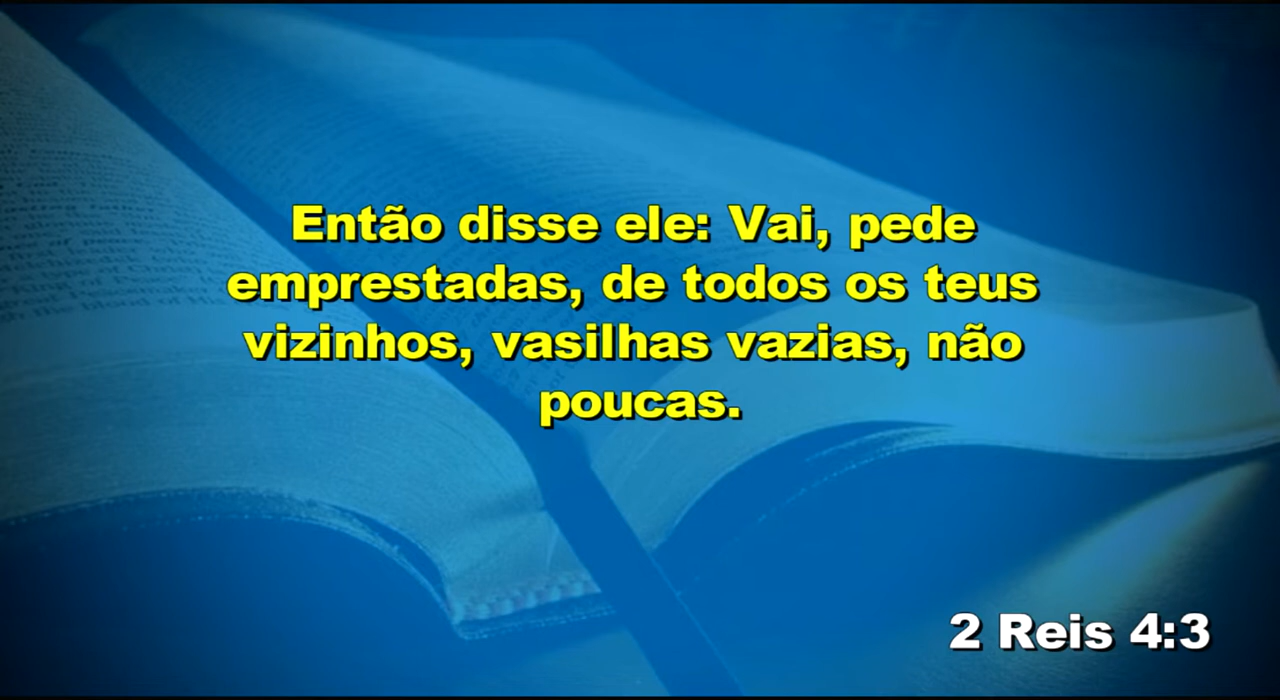 Então disse ele: Vai, pede
emprestadas, de todos os teus
vizinhos, vasilhas vazias, não
poucas.
2 Reis 4:3